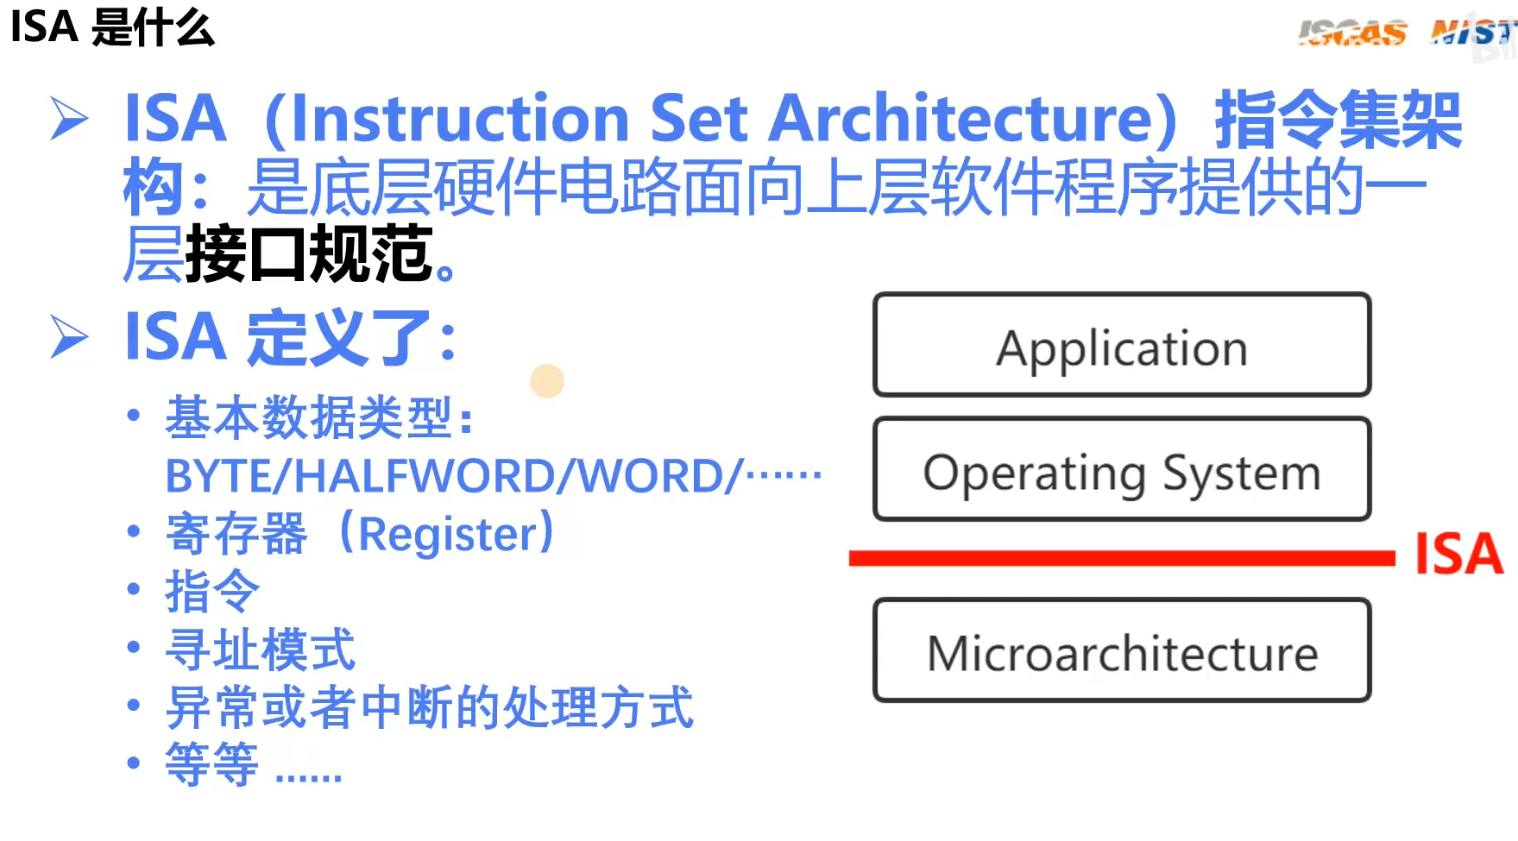 ISA 是什么
ISCAS NIST
ISA（Instruction Set Architecture）指令集架
构：是底层硬件电路面向上层软件程序提供的一
层接口规范。
ISA 定义了：
基本数据类型：
BYTE/HALFWORD/WORD/……
寄存器（Register）
指令
寻址模式
异常或者中断的处理方式
等等 ......
Application
Operating System
ISA
Microarchitecture